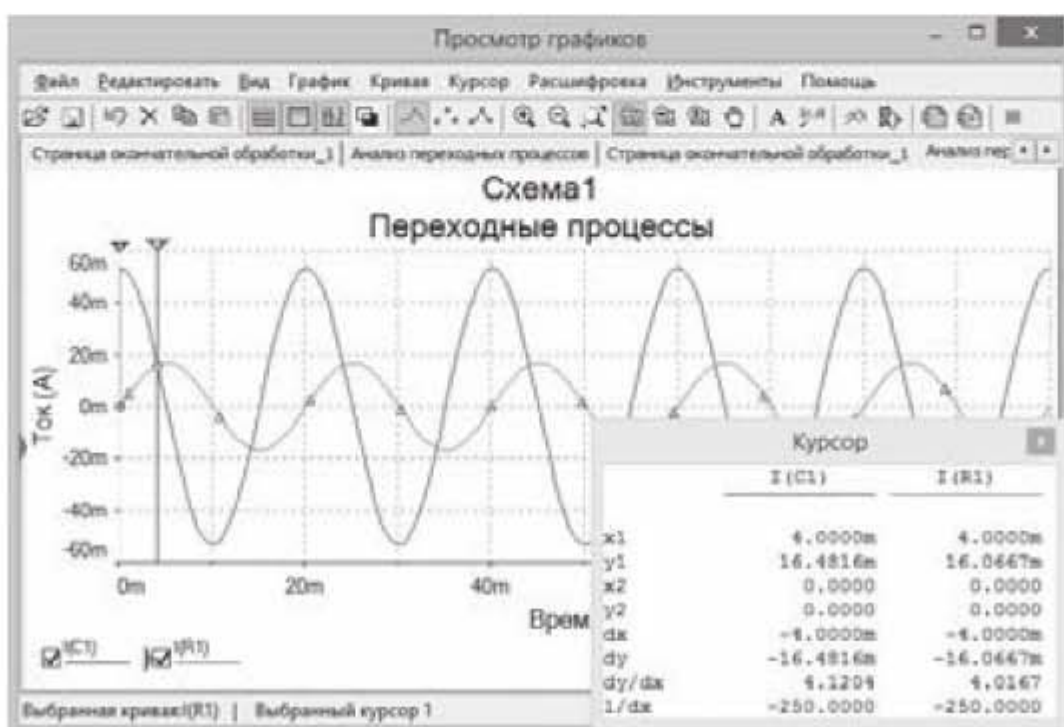 Просмотр графиков
Файл Редактировать Вид График Кривая Курсор Расшифровка Инструменты Помощь
Страница окончательной обработки_1 Анализ переходных процессов Страница окончательной обработки_1 Анализ пер
Схема1
Переходные процессы
60m
40m
20m
0m
-20m
-40m
-60m
Ток (А)
0m 20m 40m
Врем
I(C1) I(R1)
Выбранная кривая:I(R1) | Выбранный курсор 1
Курсор
I(C1) I(R1)
x1 4.0000m 4.0000m
y1 16.4816m 16.0667m
x2 0.0000 0.0000
y2 0.0000 0.0000
dx -4.0000m -4.0000m
dy -16.4816m -16.0667m
dy/dx 4.1204 4.0167
1/dx -250.0000 -250.0000